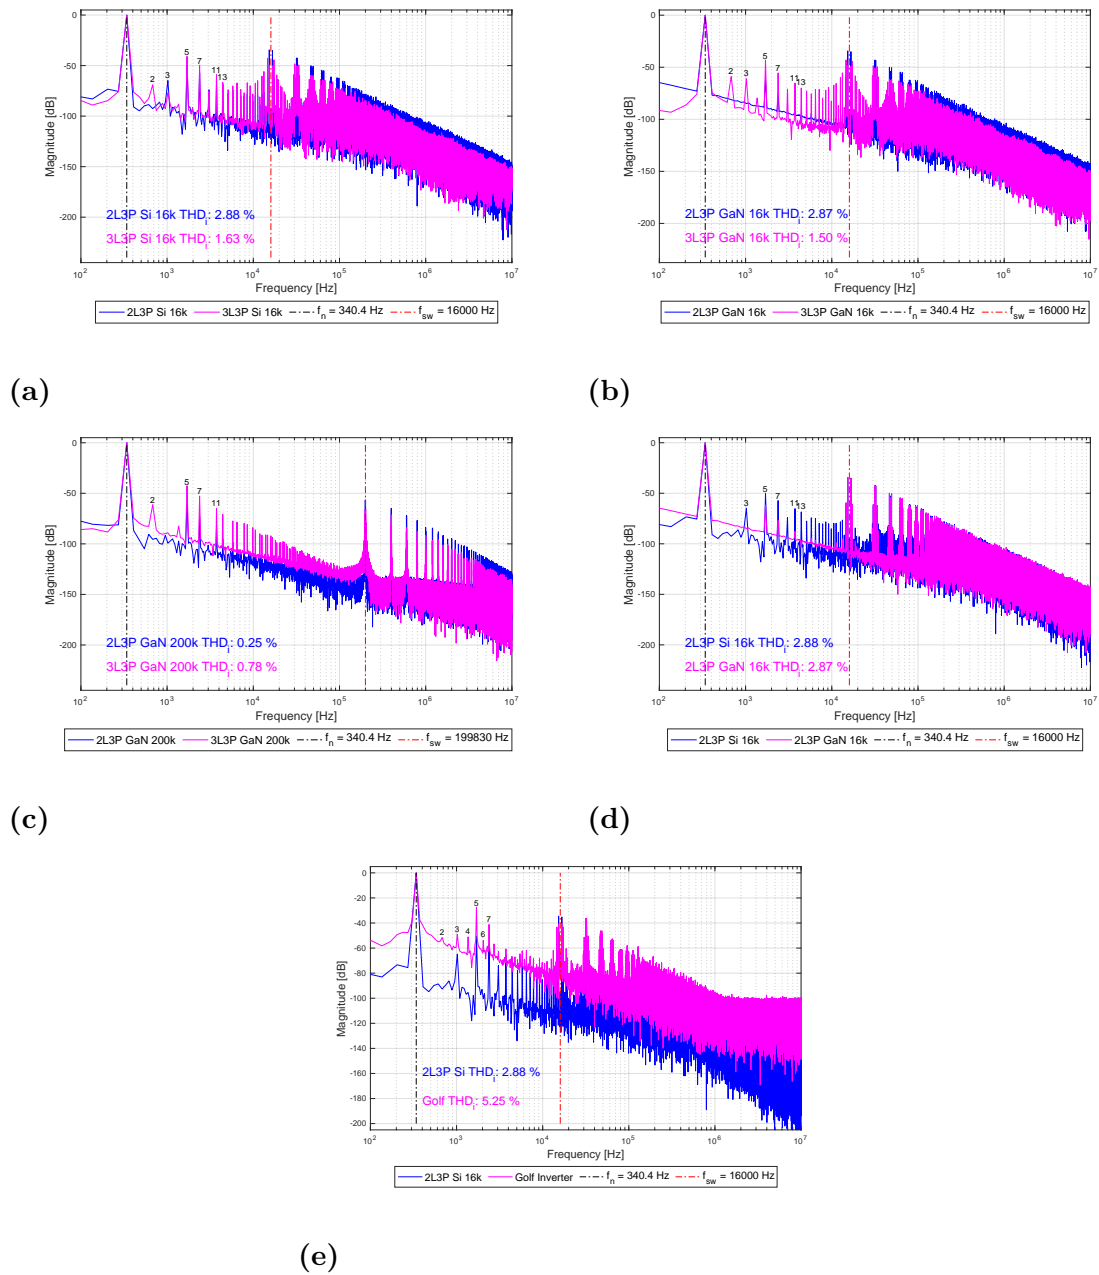 0
-50
-100
-150
-200
Magnitude [dB]
2 3 5 7 11 13
2L3P Si 16k THD_i: 2.88 %
3L3P Si 16k THD_i: 1.63 %
10^2 10^3 10^4 10^5 10^6 10^7
Frequency [Hz]
2L3P Si 16k 3L3P Si 16k f_n = 340.4 Hz f_sw = 16000 Hz
(a)
0
-50
-100
-150
-200
Magnitude [dB]
2 3 5 7 11 13
2L3P GaN 16k THD_i: 2.87 %
3L3P GaN 16k THD_i: 1.50 %
10^2 10^3 10^4 10^5 10^6 10^7
Frequency [Hz]
2L3P GaN 16k 3L3P GaN 16k f_n = 340.4 Hz f_sw = 16000 Hz
(b)
0
-50
-100
-150
-200
Magnitude [dB]
2 5 7 11
2L3P GaN 200k THD_i: 0.25 %
3L3P GaN 200k THD_i: 0.78 %
10^2 10^3 10^4 10^5 10^6 10^7
Frequency [Hz]
2L3P GaN 200k 3L3P GaN 200k f_n = 340.4 Hz f_sw = 199830 Hz
(c)
0
-50
-100
-150
-200
Magnitude [dB]
3 5 7 11 13
2L3P Si 16k THD_i: 2.88 %
2L3P GaN 16k THD_i: 2.87 %
10^2 10^3 10^4 10^5 10^6 10^7
Frequency [Hz]
2L3P Si 16k 2L3P GaN 16k f_n = 340.4 Hz f_sw = 16000 Hz
(d)
0
-20
-40
-60
-80
-100
-120
-140
-160
-180
-200
Magnitude [dB]
2 3 4 5 6 7
2L3P Si THD_i: 2.88 %
Golf THD_i: 5.25 %
10^2 10^3 10^4 10^5 10^6 10^7
Frequency [Hz]
2L3P Si 16k Golf Inverter f_n = 340.4 Hz f_sw = 16000 Hz
(e)